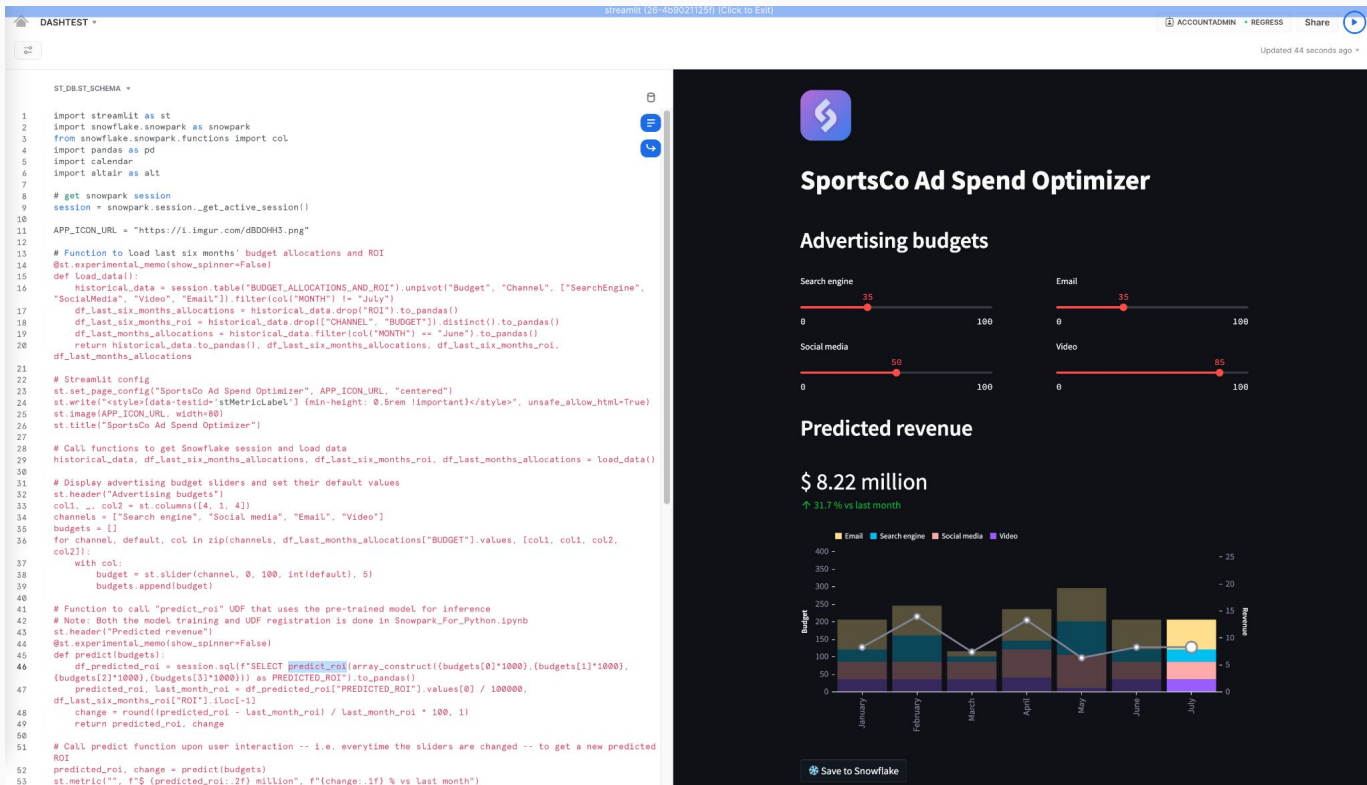 streamlit (26-4b9021125f) (Click to Exit)
DASHTEST
ACCOUNTADMIN • REGRESS Share
Updated 44 seconds ago
ST_DB.ST_SCHEMA
1 import streamlit as st
2 import snowflake.snowpark as snowpark
3 from snowflake.snowpark.functions import col
4 import pandas as pd
5 import calendar
6 import altair as alt
7
8 # get snowpark session
9 session = snowpark.session._get_active_session()
10
11 APP_ICON_URL = "https://i.imgur.com/dBDOHH3.png"
12
13 # Function to load last six months' budget allocations and ROI
14 @st.experimental_memo(show_spinner=False)
15 def load_data():
16 historical_data = session.table("BUDGET_ALLOCATIONS_AND_ROI").unpivot("Budget", "Channel", ["SearchEngine",
"SocialMedia", "Video", "Email"]).filter(col("MONTH") != "July")
17 df_last_six_months_allocations = historical_data.drop("ROI").to_pandas()
18 df_last_six_months_roi = historical_data.drop(["CHANNEL", "BUDGET"]).distinct().to_pandas()
19 df_last_months_allocations = historical_data.filter(col("MONTH") == "June").to_pandas()
20 return historical_data.to_pandas(), df_last_six_months_allocations, df_last_six_months_roi,
df_last_months_allocations
21
22 # Streamlit config
23 st.set_page_config("SportsCo Ad Spend Optimizer", APP_ICON_URL, "centered")
24 st.write("<style>[data-testid='stMetricLabel'] {min-height: 0.5rem !important}</style>", unsafe_allow_html=True)
25 st.image(APP_ICON_URL, width=80)
26 st.title("SportsCo Ad Spend Optimizer")
27
28 # Call functions to get Snowflake session and load data
29 historical_data, df_last_six_months_allocations, df_last_six_months_roi, df_last_months_allocations = load_data()
30
31 # Display advertising budget sliders and set their default values
32 st.header("Advertising budgets")
33 col1, _, col2 = st.columns([4, 1, 4])
34 channels = ["Search engine", "Social media", "Email", "Video"]
35 budgets = []
36 for channel, default, col in zip(channels, df_last_months_allocations["BUDGET"].values, [col1, col1, col2,
col2]):
37 with col:
38 budget = st.slider(channel, 0, 100, int(default), 5)
39 budgets.append(budget)
40
41 # Function to call "predict_roi" UDF that uses the pre-trained model for inference
42 # Note: Both the model training and UDF registration is done in Snowpark_For_Python.ipynb
43 st.header("Predicted revenue")
44 @st.experimental_memo(show_spinner=False)
45 def predict(budgets):
46 df_predicted_roi = session.sql(f"SELECT predict_roi(array_construct({budgets[0]*1000},{budgets[1]*1000},
{budgets[2]*1000},{budgets[3]*1000})) as PREDICTED_ROI").to_pandas()
47 predicted_roi, last_month_roi = df_predicted_roi["PREDICTED_ROI"].values[0] / 100000,
df_last_six_months_roi["ROI"].iloc[-1]
48 change = round((predicted_roi - last_month_roi) / last_month_roi * 100, 1)
49 return predicted_roi, change
50
51 # Call predict function upon user interaction -- i.e. everytime the sliders are changed -- to get a new predicted
ROI
52 predicted_roi, change = predict(budgets)
53 st.metric("", f"$ {predicted_roi:.2f} million", f"{change:.1f} % vs last month")
SportsCo Ad Spend Optimizer
Advertising budgets
Search engine Email
35 35
0 100 0 100
Social media Video
50 85
0 100 0 100
Predicted revenue
$ 8.22 million
↑ 31.7 % vs last month
Email Search engine Social media Video
400
350
300
250
200
150
100
50
0
Budget
25
20
15
10
5
0
Revenue
January February March April May June July
Save to Snowflake